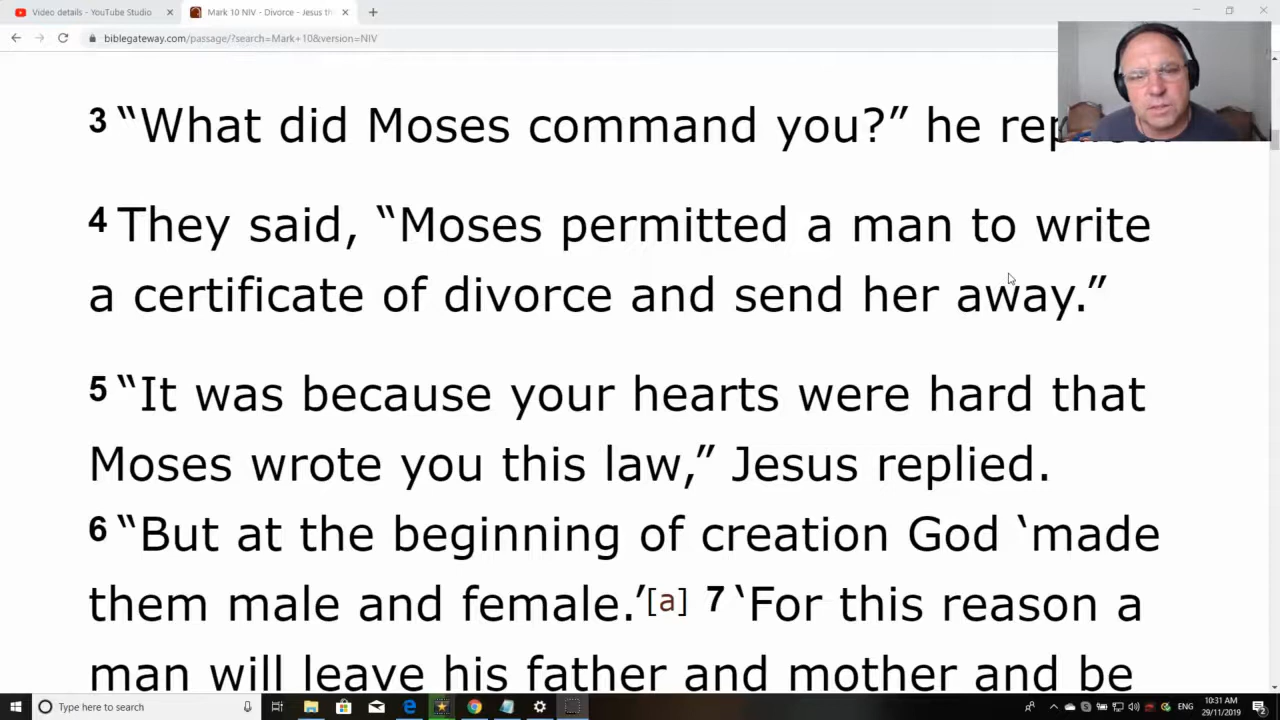 Video details - YouTube Studio
Mark 10 NIV - Divorce - Jesus th
biblegateway.com/passage/?search=Mark+10&version=NIV
3 “What did Moses command you?” he
4 They said, “Moses permitted a man to write
a certificate of divorce and send her away.”
5 “It was because your hearts were hard that
Moses wrote you this law,” Jesus replied.
6 “But at the beginning of creation God ‘made
them male and female.’[a] 7 ‘For this reason a
man will leave his father and mother and be
Type here to search
ENG
10:31 AM
29/11/2019
2